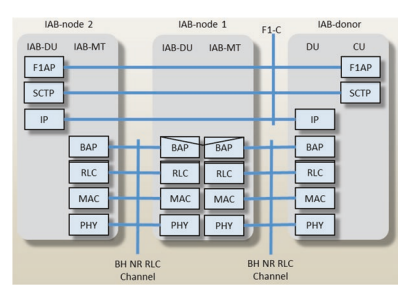 IAB-node 2 IAB-node 1 IAB-donor
F1-C
IAB-DU IAB-MT IAB-DU IAB-MT DU CU
F1AP F1AP
SCTP SCTP
IP IP
BAP BAP BAP BAP
RLC RLC RLC RLC
MAC MAC MAC MAC
PHY PHY PHY PHY
BH NR RLC BH NR RLC
Channel Channel